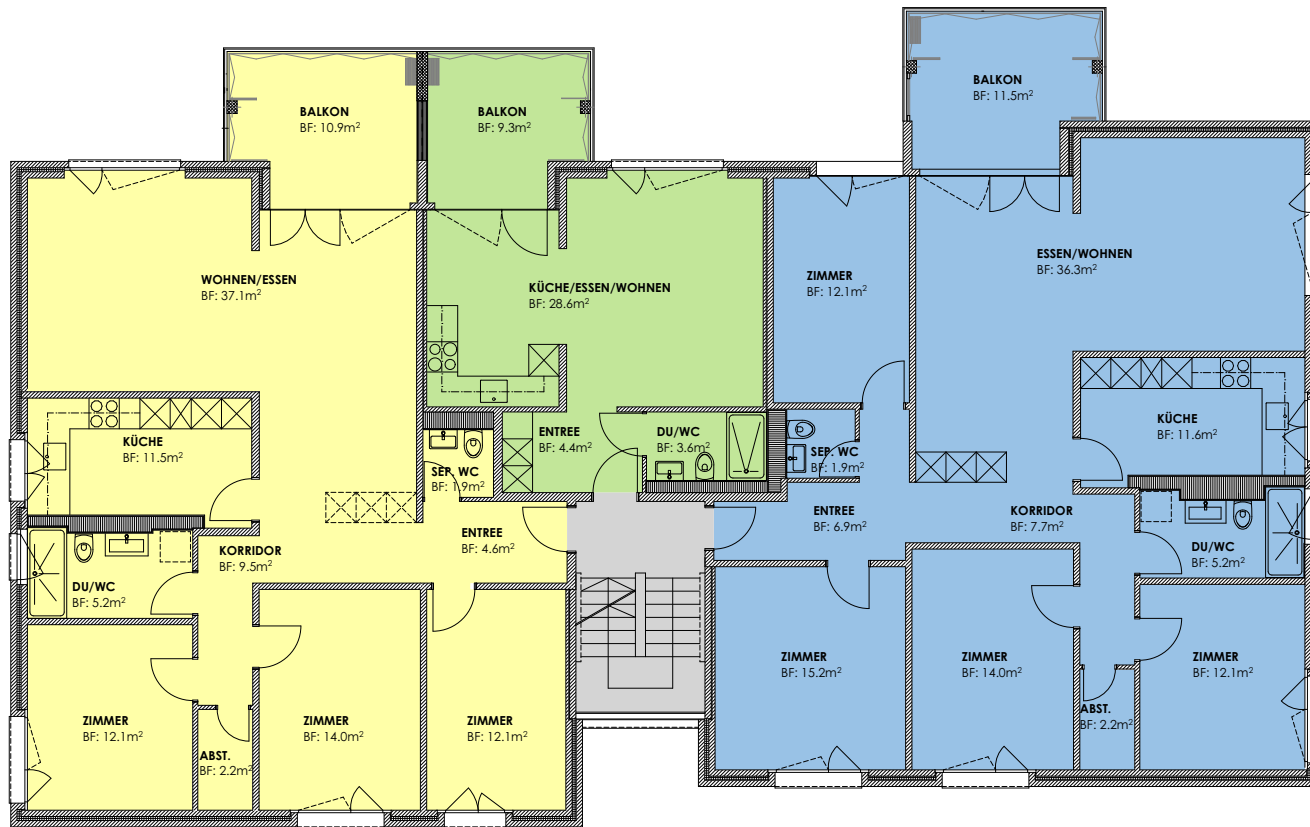 BALKON
BF: 10.9m²
BALKON
BF: 9.3m²
BALKON
BF: 11.5m²
WOHNEN/ESSEN
BF: 37.1m²
KÜCHE/ESSEN/WOHNEN
BF: 28.6m²
ZIMMER
BF: 12.1m²
ESSEN/WOHNEN
BF: 36.3m²
KÜCHE
BF: 11.5m²
SEP. WC
BF: 1.9m²
ENTREE
BF: 4.4m²
DU/WC
BF: 3.6m²
SEP. WC
BF: 1.9m²
KÜCHE
BF: 11.6m²
KORRIDOR
BF: 9.5m²
ENTREE
BF: 4.6m²
ENTREE
BF: 6.9m²
KORRIDOR
BF: 7.7m²
DU/WC
BF: 5.2m²
DU/WC
BF: 5.2m²
ZIMMER
BF: 12.1m²
ABST.
BF: 2.2m²
ZIMMER
BF: 14.0m²
ZIMMER
BF: 12.1m²
ZIMMER
BF: 15.2m²
ZIMMER
BF: 14.0m²
ABST.
BF: 2.2m²
ZIMMER
BF: 12.1m²